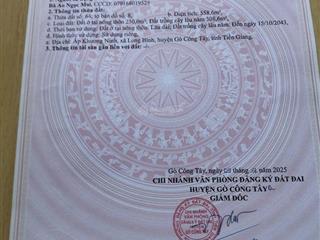 Bà Ao Ngọc Mai, CCCD: 079164019525
2. Thông tin thửa đất:
a. Thửa đất số: 64; tờ bản đồ số: 8, b. Diện tích: 558,6m²,
c. Loại đất: Đất ở tại nông thôn 250,0m²; Đất trồng cây lâu năm 308,6m²,
d. Thời hạn sử dụng: Đất ở tại nông thôn: Lâu dài; Đất trồng cây lâu năm: Đến ngày 15/10/2043,
đ. Hình thức sử dụng: Sử dụng riêng,
e. Địa chỉ: Ấp Khương Ninh, xã Long Bình, huyện Gò Công Tây, tỉnh Tiền Giang.
3. Thông tin tài sản gắn liền với đất:
Gò Công Tây, ngày tháng năm 2025
CHI NHÁNH VĂN PHÒNG ĐĂNG KÝ ĐẤT ĐAI
HUYỆN GÒ CÔNG TÂY
GIÁM ĐỐC